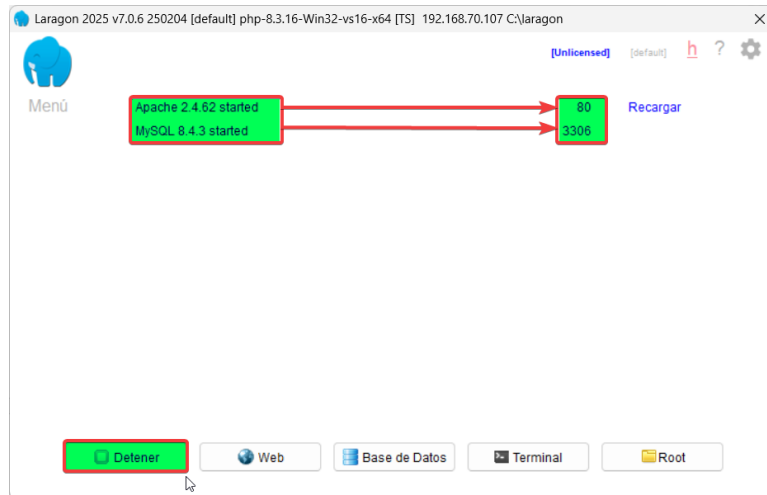 Laragon 2025 v7.0.6 250204 [default] php-8.3.16-Win32-vs16-x64 [TS] 192.168.70.107 C:\laragon
[Unlicensed] [default] h ?
Menú
Apache 2.4.62 started 80 Recargar
MySQL 8.4.3 started 3306
Detener Web Base de Datos Terminal Root